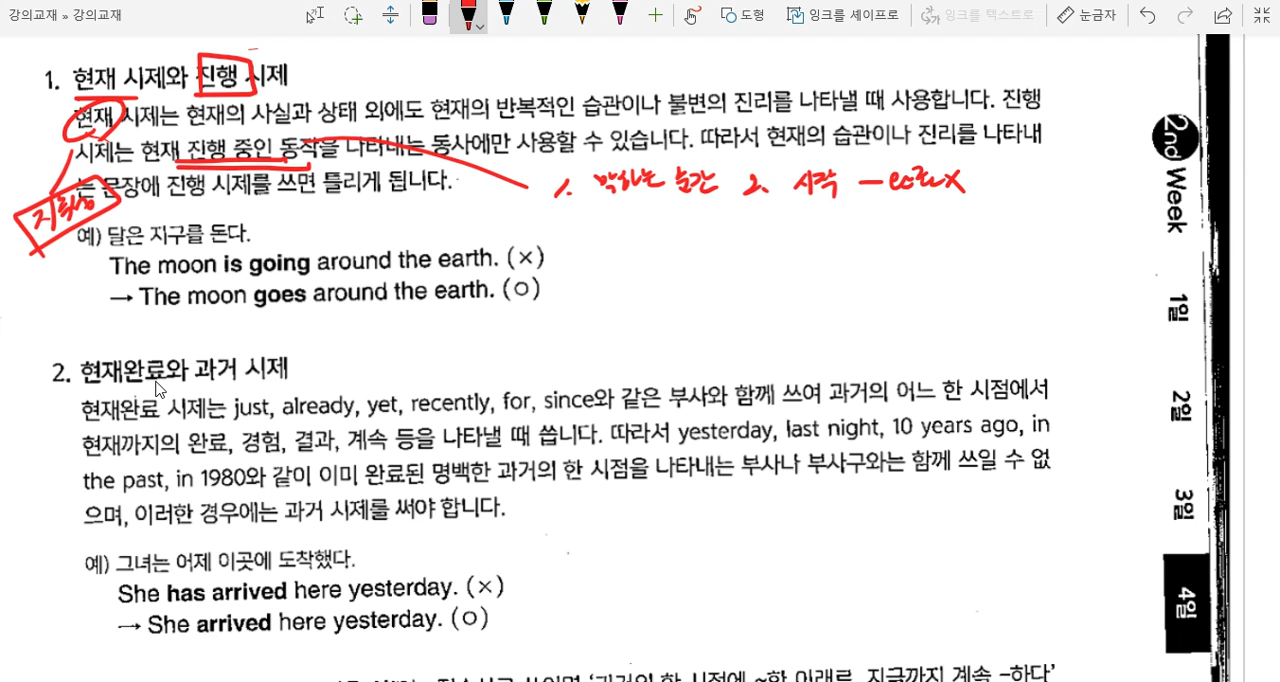 강의교재 » 강의교재
도형
잉크를 셰이프로
잉크를 텍스트로
눈금자
1. 현재 시제와 진행 시제
현재 시제는 현재의 사실과 상태 외에도 현재의 반복적인 습관이나 불변의 진리를 나타낼 때 사용합니다. 진행
시제는 현재 진행 중인 동작을 나타내는 동사에만 사용할 수 있습니다. 따라서 현재의 습관이나 진리를 나타내
는 문장에 진행 시제를 쓰면 틀리게 됩니다.
1. 말하는 순간 2. 시작
예) 달은 지구를 돈다.
The moon is going around the earth. (×)
→ The moon goes around the earth. (○)
2. 현재완료와 과거 시제
현재완료 시제는 just, already, yet, recently, for, since와 같은 부사와 함께 쓰여 과거의 어느 한 시점에서
현재까지의 완료, 경험, 결과, 계속 등을 나타낼 때 씁니다. 따라서 yesterday, last night, 10 years ago, in
the past, in 1980와 같이 이미 완료된 명백한 과거의 한 시점을 나타내는 부사나 부사구와는 함께 쓰일 수 없
으며, 이러한 경우에는 과거 시제를 써야 합니다.
예) 그녀는 어제 이곳에 도착했다.
She has arrived here yesterday. (×)
→ She arrived here yesterday. (○)
2nd Week
1일
2일
3일
4일